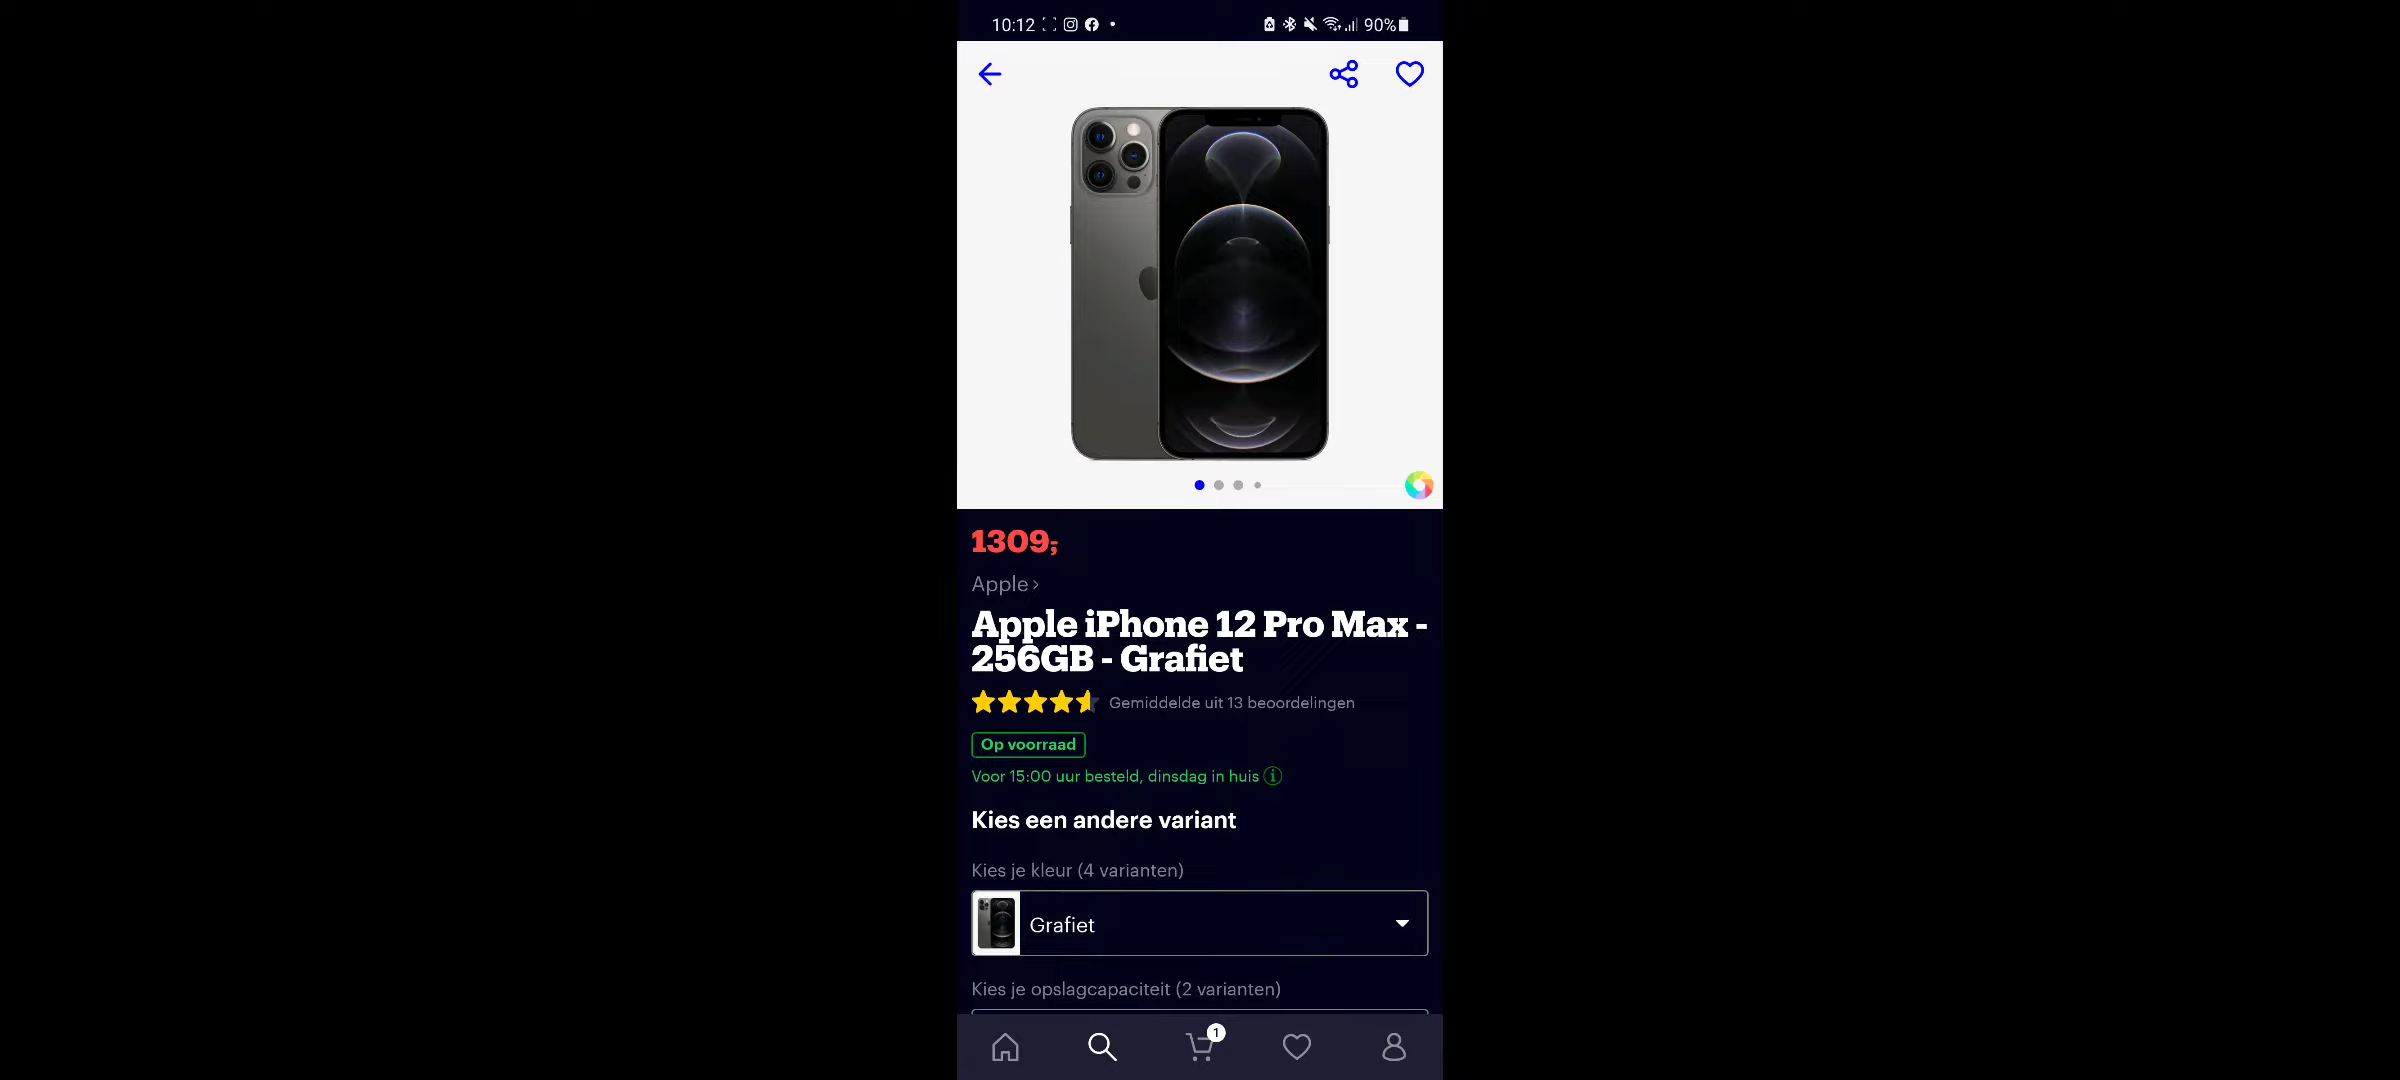 10:12 90%
1309,-
Apple ›
Apple iPhone 12 Pro Max -
256GB - Grafiet
Gemiddelde uit 13 beoordelingen
Op voorraad
Voor 15:00 uur besteld, dinsdag in huis
Kies een andere variant
Kies je kleur (4 varianten)
Grafiet
Kies je opslagcapaciteit (2 varianten)
1